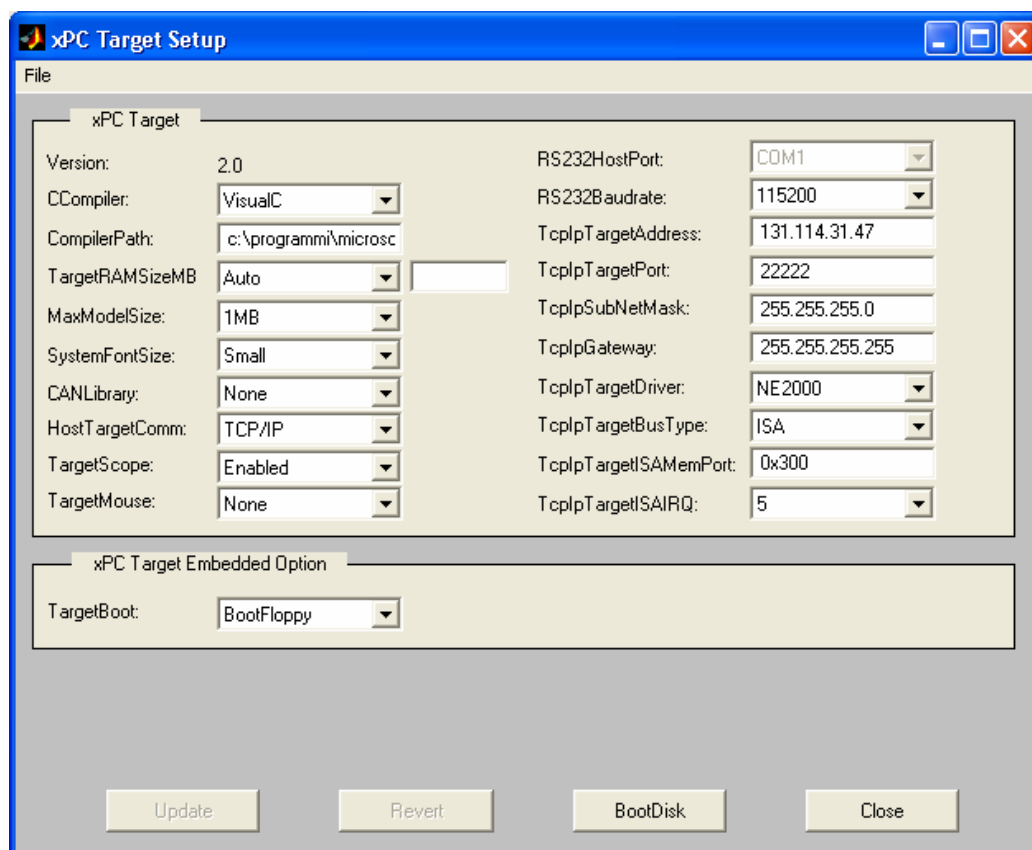 xPC Target Setup
File
xPC Target
Version: 2.0
CCompiler: VisualC
CompilerPath: c:\programmi\microsc
TargetRAMSizeMB Auto
MaxModelSize: 1MB
SystemFontSize: Small
CANLibrary: None
HostTargetComm: TCP/IP
TargetScope: Enabled
TargetMouse: None
RS232HostPort: COM1
RS232Baudrate: 115200
TcpIpTargetAddress: 131.114.31.47
TcpIpTargetPort: 22222
TcpIpSubNetMask: 255.255.255.0
TcpIpGateway: 255.255.255.255
TcpIpTargetDriver: NE2000
TcpIpTargetBusType: ISA
TcpIpTargetISAMemPort: 0x300
TcpIpTargetISAIRQ: 5
xPC Target Embedded Option
TargetBoot: BootFloppy
Update Revert BootDisk Close